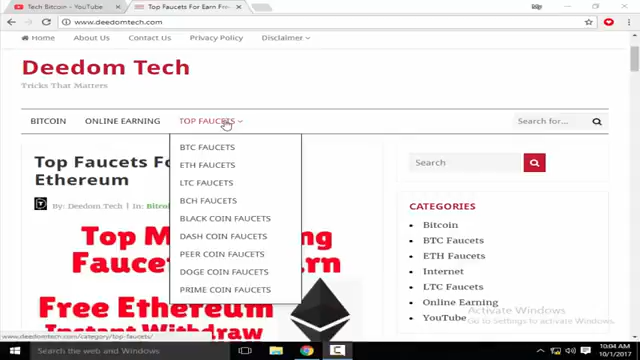 Tech Bitcoin - YouTube
Top Faucets For Earn Fre
www.deedomtech.com
Home About Us Contact Us Privacy Policy Disclaimer
Deedom Tech
Tricks That Matters
BITCOIN ONLINE EARNING TOP FAUCETS Search for...
BTC FAUCETS
ETH FAUCETS
LTC FAUCETS
BCH FAUCETS
BLACK COIN FAUCETS
DASH COIN FAUCETS
PEER COIN FAUCETS
DOGE COIN FAUCETS
PRIME COIN FAUCETS
Top Faucets Fo
Ethereum
By: Deedom Tech In: Bitcoi
Top M ing
Fauce arn
Free Ethereum
Search
CATEGORIES
Bitcoin
BTC Faucets
ETH Faucets
Internet
LTC Faucets
Online Earning
YouTube
Activate Windows
Go to Settings to activate Windows.
www.deedomtech.com/category/top-faucets/
Search the web and Windows
10:04 AM
10/1/2017